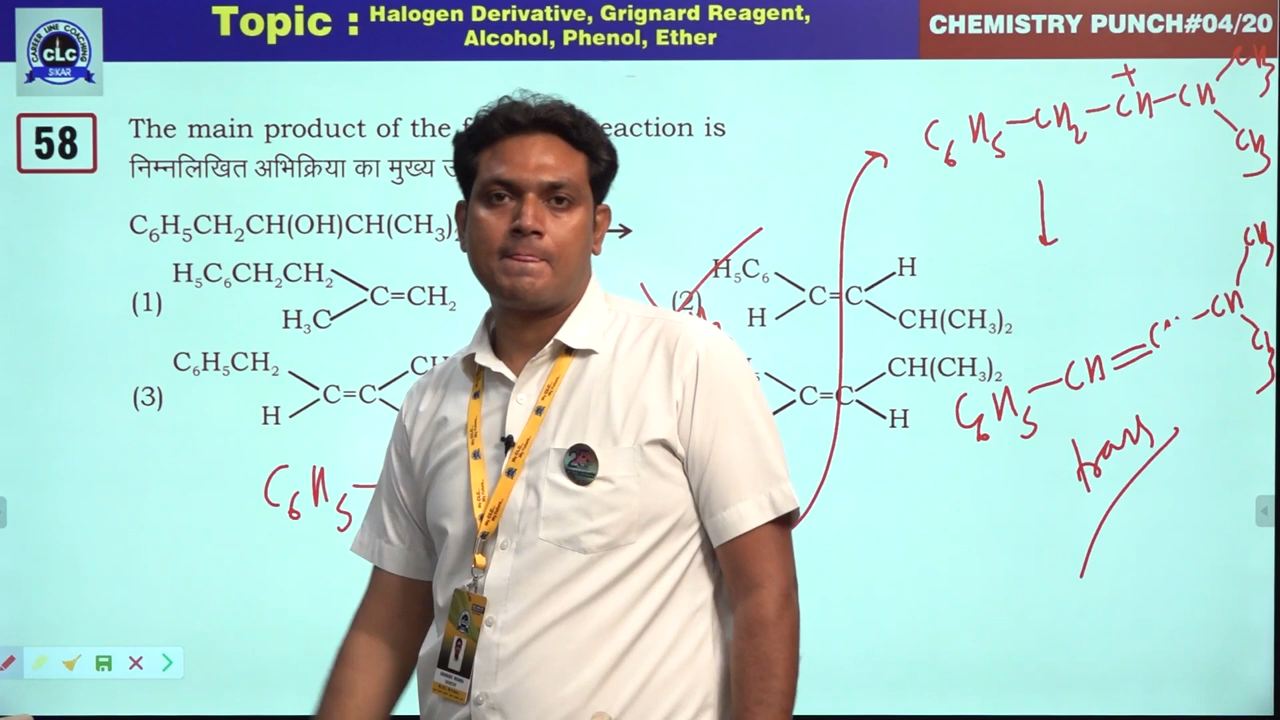 Topic : Halogen Derivative, Grignard Reagent,
Alcohol, Phenol, Ether
CHEMISTRY PUNCH#04/20
CAREER LINE COACHING
CLC
SIKAR
58
The main product of the f eaction is
निम्नलिखित अभिक्रिया का मुख्य उ
C₆H₅CH₂CH(OH)CH(CH₃)₂ →
(1) H₅C₆CH₂CH₂ C=CH₂
H₃C
(2) H₅C₆ H
C=C
H CH(CH₃)₂
(3) C₆H₅CH₂
C=C
H
CH(CH₃)₂
C=C
H
C₆H₅
C₆H₅-CH₂-CH-CH CH₃
+
CH₃
↓
C₆H₅-CH=C CH CH₃
CH₃
trans